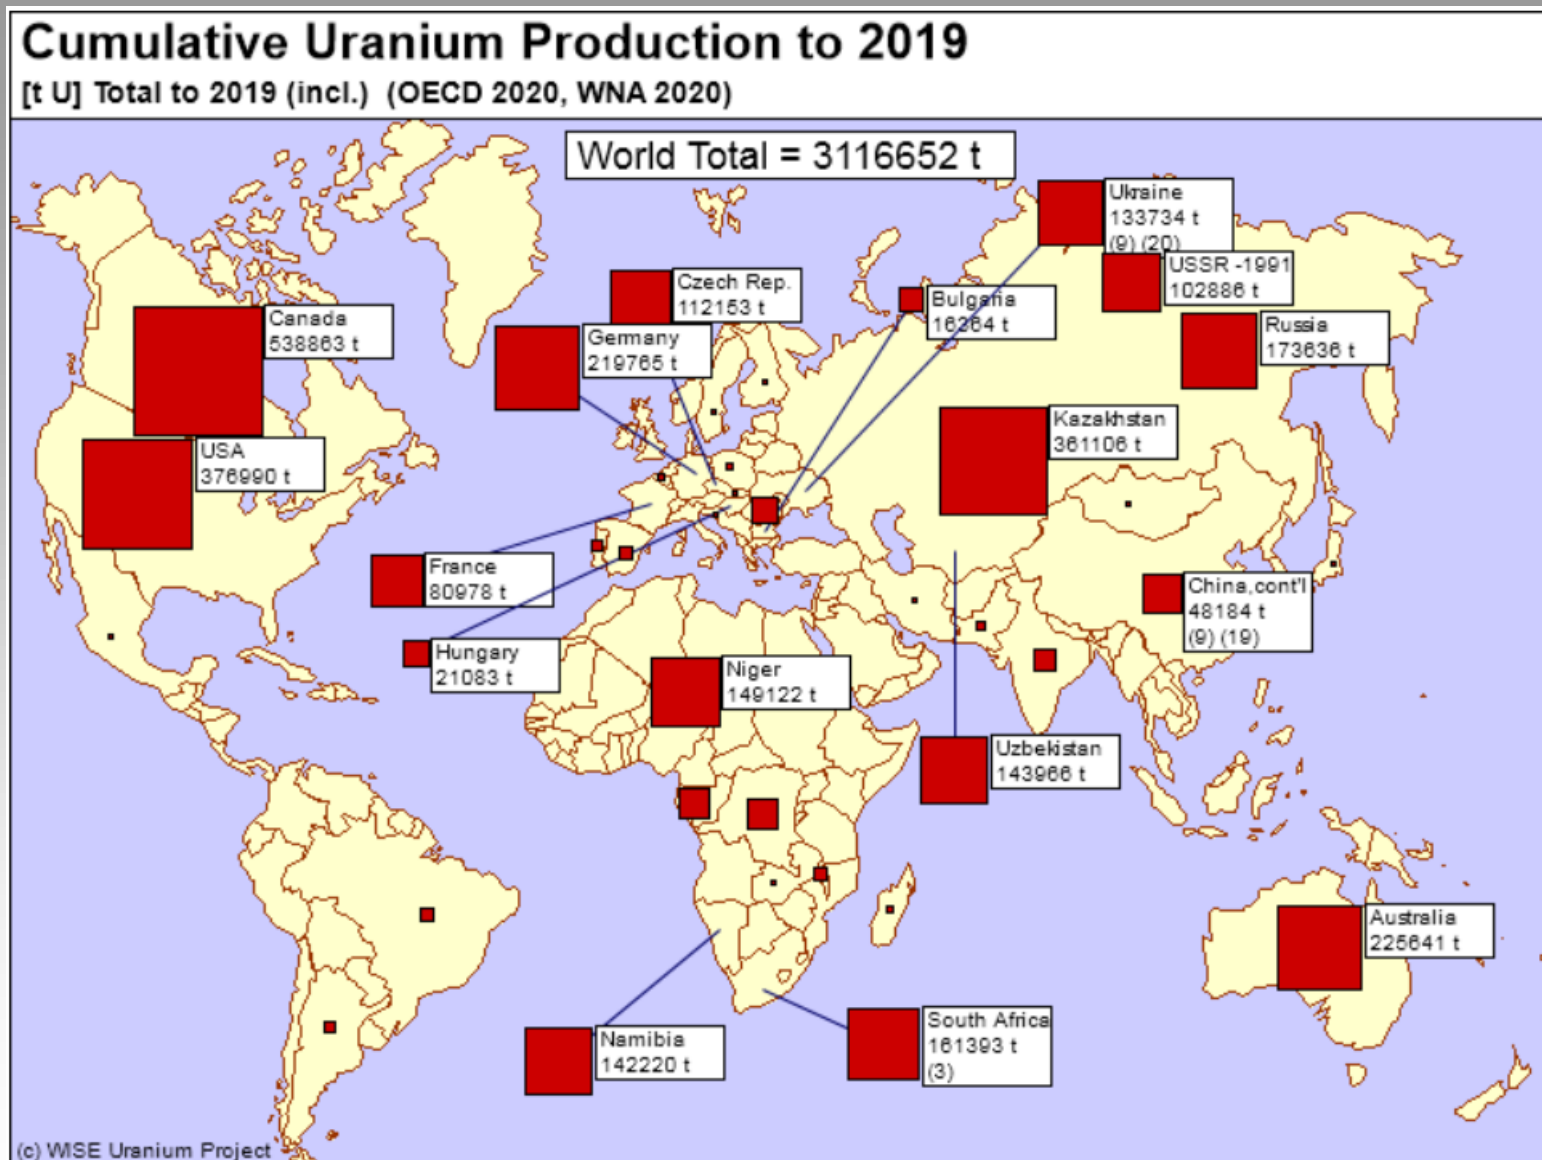 Cumulative Uranium Production to 2019
[t U] Total to 2019 (incl.) (OECD 2020, WNA 2020)
World Total = 3116652 t
Ukraine
133734 t
(9) (20)
USSR -1991
102886 t
Czech Rep.
112153 t
Bulgaria
16364 t
Canada
538863 t
Germany
219765 t
Russia
173636 t
Kazakhstan
361106 t
USA
376990 t
France
80978 t
China,cont'l
48184 t
(9) (19)
Hungary
21083 t
Niger
149122 t
Uzbekistan
143966 t
Australia
225641 t
Namibia
142220 t
South Africa
161393 t
(3)
(c) WISE Uranium Project